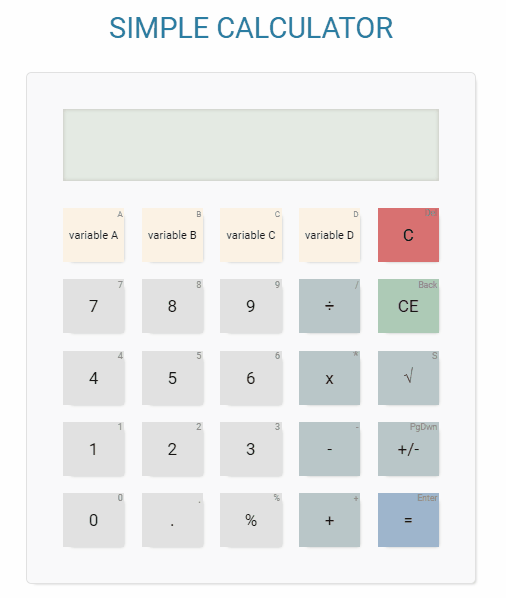 SIMPLE CALCULATOR
A B C D
variable A variable B variable C variable D C
7 8 9 / Back
7 8 9 ÷ CE
4 5 6 * S
4 5 6 x √
1 2 3 - PgDwn
1 2 3 - +/-
0 . % + Enter
0 . % + =